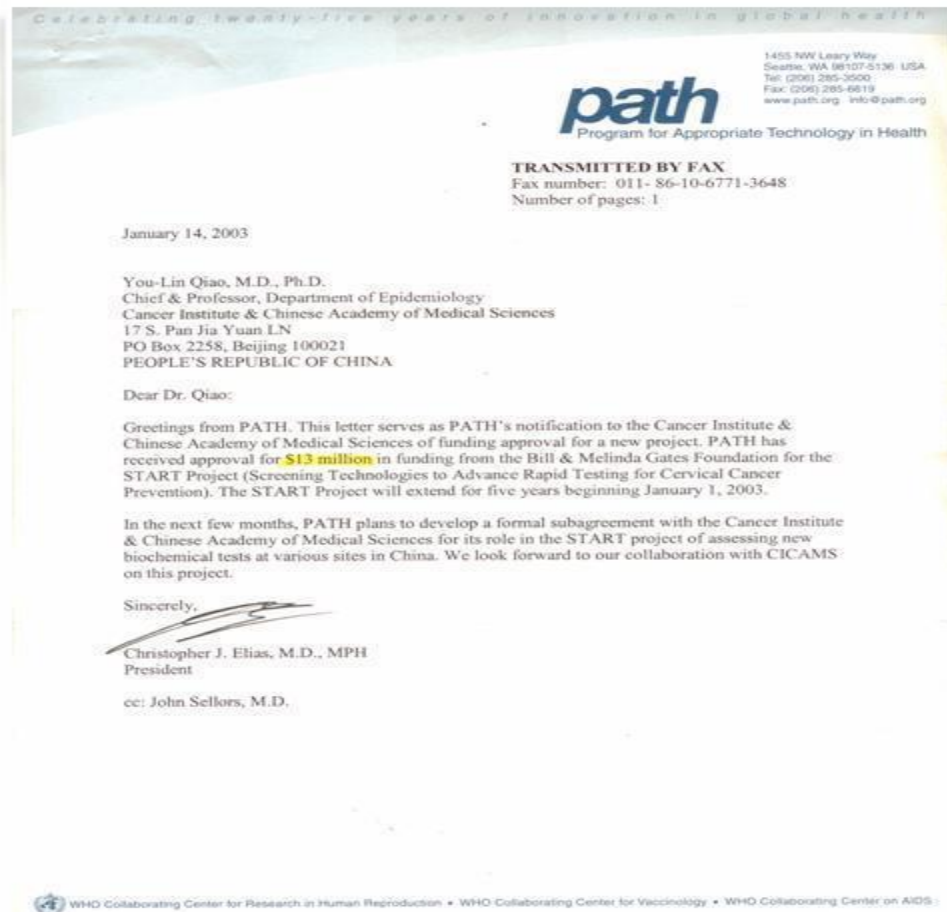 Celebrating twenty-five years of innovation in global health
1455 NW Leary Way
Seattle, WA 98107-5136 USA
Tel: (206) 285-3500
Fax: (206) 285-6619
www.path.org info@path.org
path
Program for Appropriate Technology in Health
TRANSMITTED BY FAX
Fax number: 011- 86-10-6771-3648
Number of pages: 1
January 14, 2003
You-Lin Qiao, M.D., Ph.D.
Chief & Professor, Department of Epidemiology
Cancer Institute & Chinese Academy of Medical Sciences
17 S. Pan Jia Yuan LN
PO Box 2258, Beijing 100021
PEOPLE'S REPUBLIC OF CHINA
Dear Dr. Qiao:
Greetings from PATH. This letter serves as PATH's notification to the Cancer Institute &
Chinese Academy of Medical Sciences of funding approval for a new project. PATH has
received approval for $13 million in funding from the Bill & Melinda Gates Foundation for the
START Project (Screening Technologies to Advance Rapid Testing for Cervical Cancer
Prevention). The START Project will extend for five years beginning January 1, 2003.
In the next few months, PATH plans to develop a formal subagreement with the Cancer Institute
& Chinese Academy of Medical Sciences for its role in the START project of assessing new
biochemical tests at various sites in China. We look forward to our collaboration with CICAMS
on this project.
Sincerely,
Christopher J. Elias, M.D., MPH
President
cc: John Sellors, M.D.
WHO Collaborating Center for Research in Human Reproduction • WHO Collaborating Center for Vaccinology • WHO Collaborating Center on AIDS